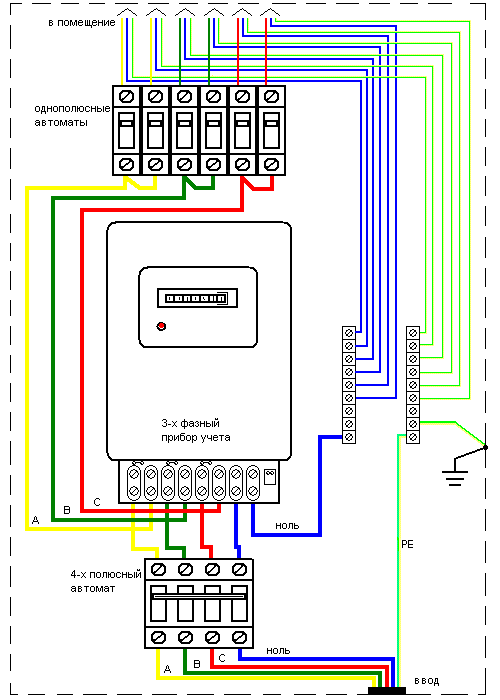 в помещение
однополюсные
автоматы
3-х фазный
прибор учета
C
B
A
ноль
PE
4-х полюсный
автомат
ноль
C
B
A
ввод